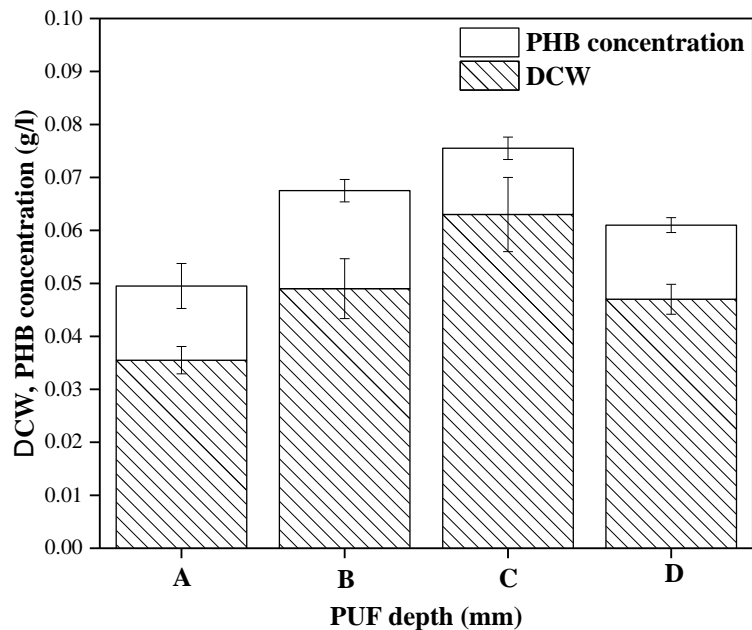 0.10
0.09
0.08
0.07
0.06
0.05
0.04
0.03
0.02
0.01
0.00
DCW, PHB concentration (g/l)
PHB concentration
DCW
A
B
C
D
PUF depth (mm)